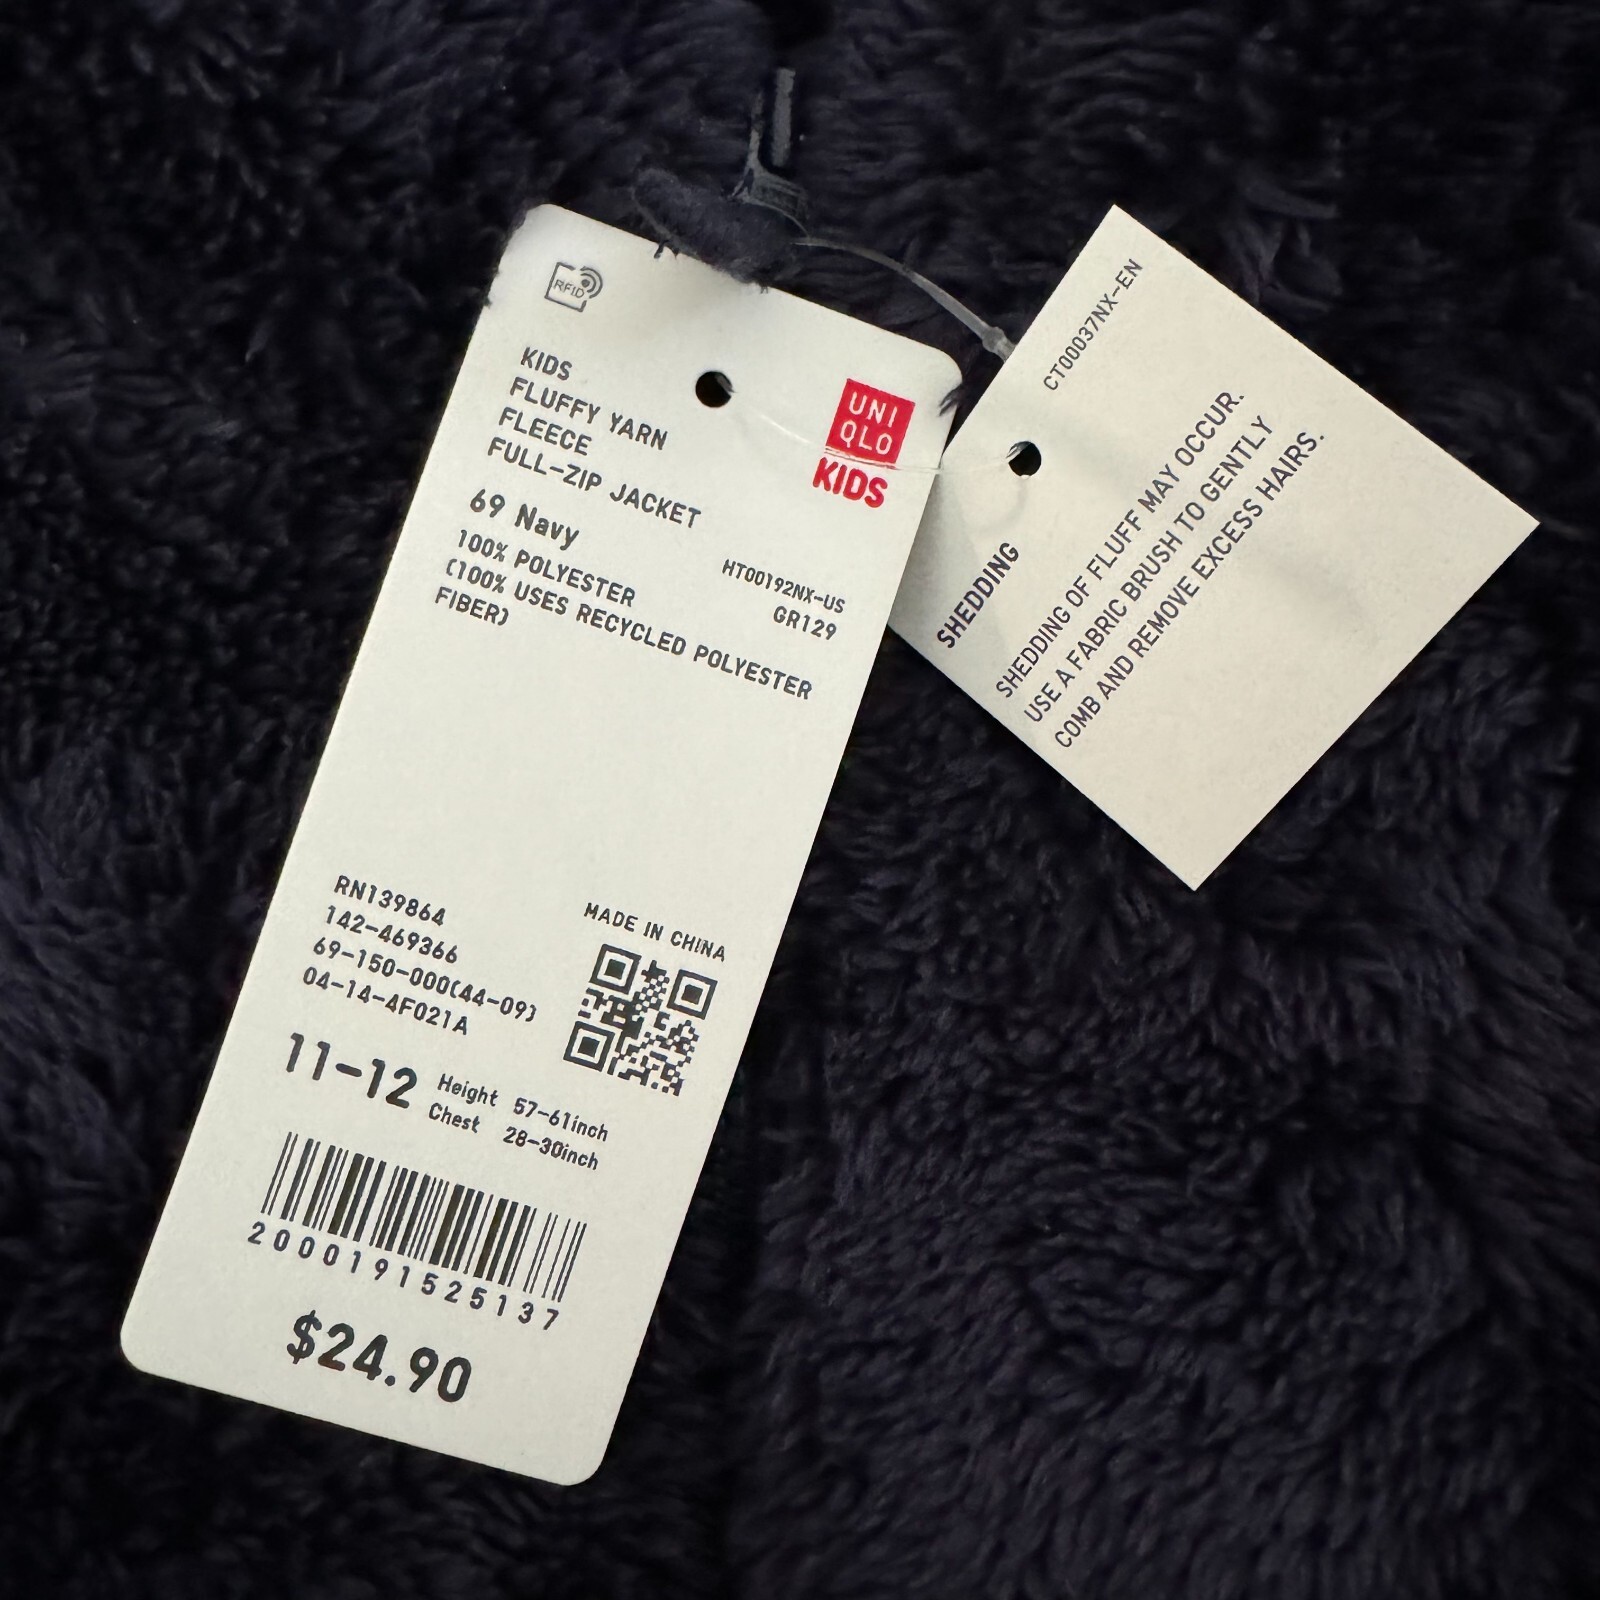 RFID
KIDS
FLUFFY YARN
FLEECE
FULL-ZIP JACKET
UNI
QLO
KIDS
69 Navy
100% POLYESTER
(100% USES RECYCLED POLYESTER
FIBER)
HT00192NX-US
GR129
RN139864
142-469366
69-150-000(44-09)
04-14-4F021A
MADE IN CHINA
11-12
Height 57-61inch
Chest 28-30inch
2000191525137
$24.90
CT00037NX-EN
SHEDDING
SHEDDING OF FLUFF MAY OCCUR.
USE A FABRIC BRUSH TO GENTLY
COMB AND REMOVE EXCESS HAIRS.